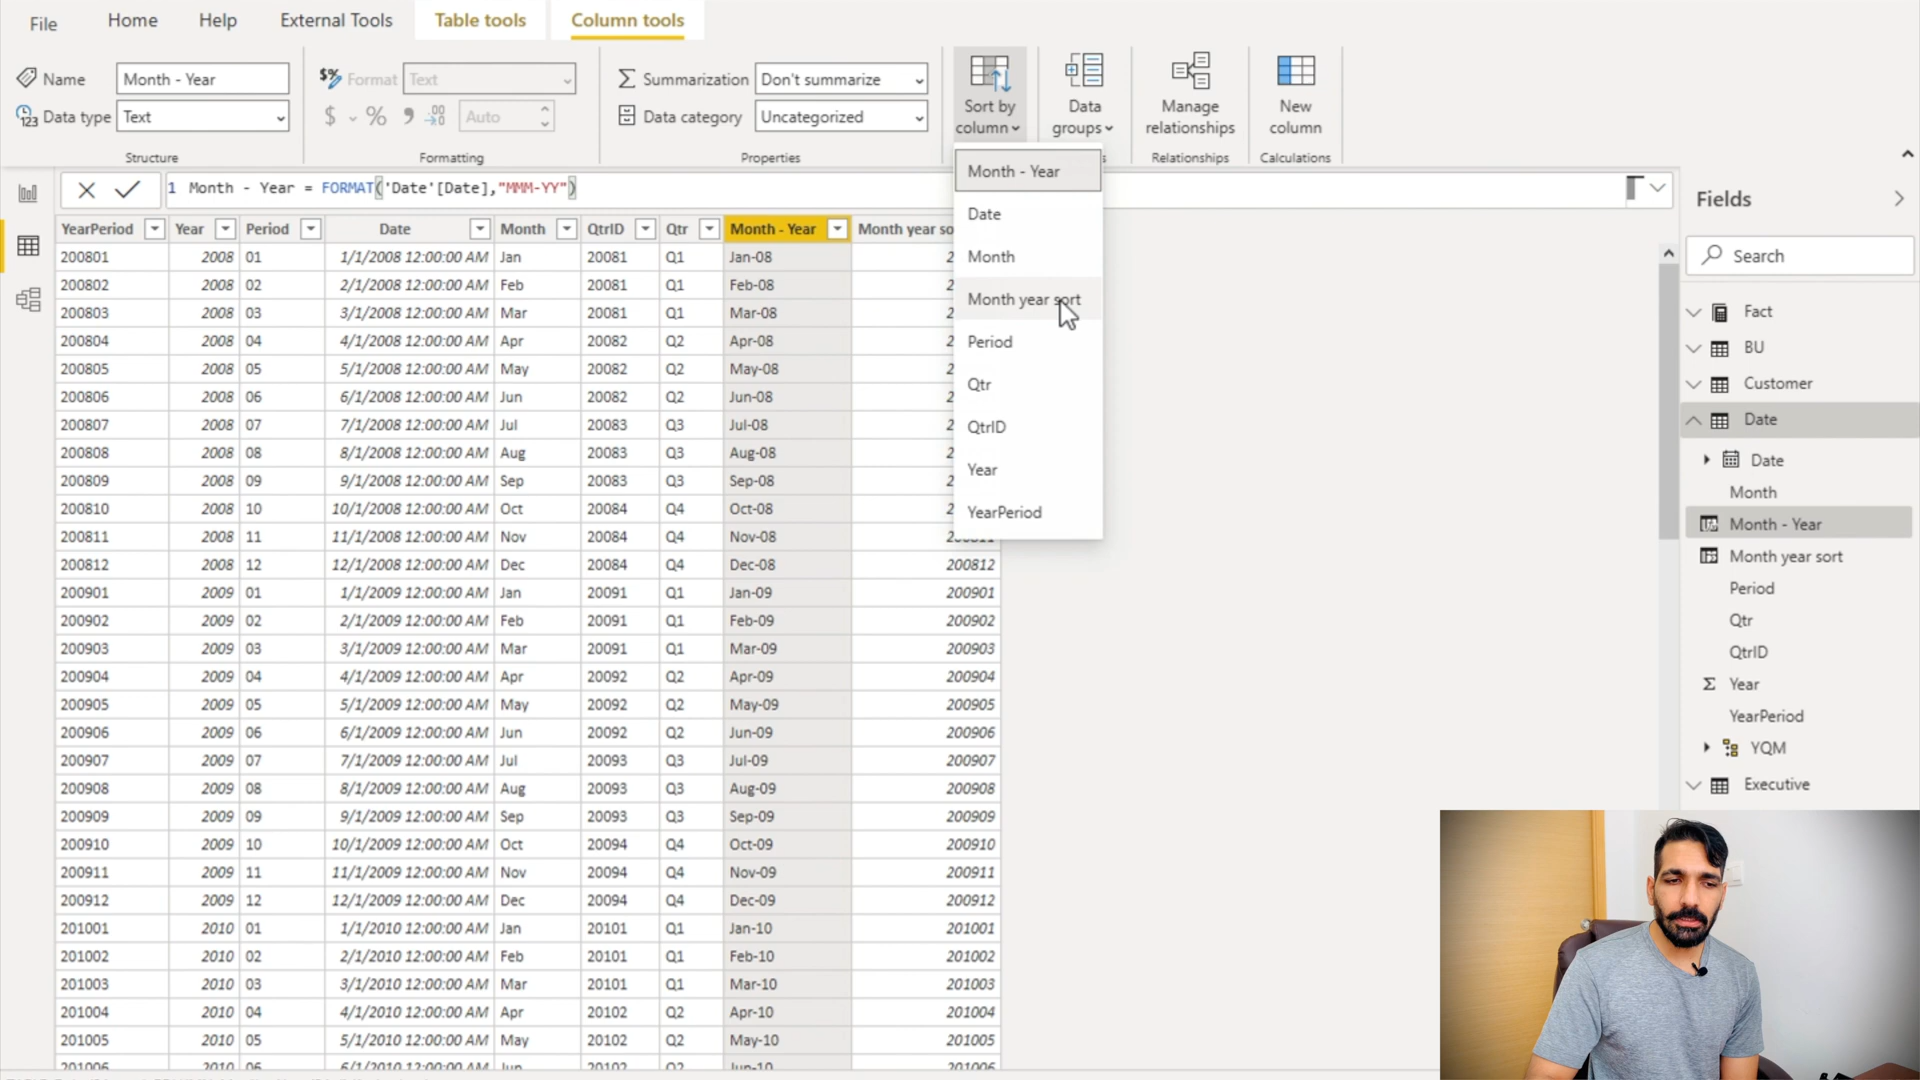 File Home Help External Tools Table tools Column tools
Name Month - Year $% Format Text Σ Summarization Don't summarize Sort by column Data groups Manage relationships New column
Data type Text $ % 9 Auto Data category Uncategorized
Structure Formatting Properties Relationships Calculations
1 Month - Year = FORMAT('Date'[Date],"MMM-YY")
YearPeriod Year Period Date Month QtrID Qtr Month - Year Month year so
200801 2008 01 1/1/2008 12:00:00 AM Jan 20081 Q1 Jan-08
200802 2008 02 2/1/2008 12:00:00 AM Feb 20081 Q1 Feb-08
200803 2008 03 3/1/2008 12:00:00 AM Mar 20081 Q1 Mar-08
200804 2008 04 4/1/2008 12:00:00 AM Apr 20082 Q2 Apr-08
200805 2008 05 5/1/2008 12:00:00 AM May 20082 Q2 May-08
200806 2008 06 6/1/2008 12:00:00 AM Jun 20082 Q2 Jun-08
200807 2008 07 7/1/2008 12:00:00 AM Jul 20083 Q3 Jul-08
200808 2008 08 8/1/2008 12:00:00 AM Aug 20083 Q3 Aug-08
200809 2008 09 9/1/2008 12:00:00 AM Sep 20083 Q3 Sep-08
200810 2008 10 10/1/2008 12:00:00 AM Oct 20084 Q4 Oct-08
200811 2008 11 11/1/2008 12:00:00 AM Nov 20084 Q4 Nov-08
200812 2008 12 12/1/2008 12:00:00 AM Dec 20084 Q4 Dec-08 200812
200901 2009 01 1/1/2009 12:00:00 AM Jan 20091 Q1 Jan-09 200901
200902 2009 02 2/1/2009 12:00:00 AM Feb 20091 Q1 Feb-09 200902
200903 2009 03 3/1/2009 12:00:00 AM Mar 20091 Q1 Mar-09 200903
200904 2009 04 4/1/2009 12:00:00 AM Apr 20092 Q2 Apr-09 200904
200905 2009 05 5/1/2009 12:00:00 AM May 20092 Q2 May-09 200905
200906 2009 06 6/1/2009 12:00:00 AM Jun 20092 Q2 Jun-09 200906
200907 2009 07 7/1/2009 12:00:00 AM Jul 20093 Q3 Jul-09 200907
200908 2009 08 8/1/2009 12:00:00 AM Aug 20093 Q3 Aug-09 200908
200909 2009 09 9/1/2009 12:00:00 AM Sep 20093 Q3 Sep-09 200909
200910 2009 10 10/1/2009 12:00:00 AM Oct 20094 Q4 Oct-09 200910
200911 2009 11 11/1/2009 12:00:00 AM Nov 20094 Q4 Nov-09 200911
200912 2009 12 12/1/2009 12:00:00 AM Dec 20094 Q4 Dec-09 200912
201001 2010 01 1/1/2010 12:00:00 AM Jan 20101 Q1 Jan-10 201001
201002 2010 02 2/1/2010 12:00:00 AM Feb 20101 Q1 Feb-10 201002
201003 2010 03 3/1/2010 12:00:00 AM Mar 20101 Q1 Mar-10 201003
201004 2010 04 4/1/2010 12:00:00 AM Apr 20102 Q2 Apr-10 201004
201005 2010 05 5/1/2010 12:00:00 AM May 20102 Q2 May-10 201005
201006 2010 06 6/1/2010 12:00:00 AM Jun 20102 Q2 Jun-10 201006
Month - Year
Date
Month
Month year sort
Period
Qtr
QtrID
Year
YearPeriod
Fields
Search
Fact
BU
Customer
Date
Date
Month
Month - Year
Month year sort
Period
Qtr
QtrID
Σ Year
YearPeriod
YQM
Executive